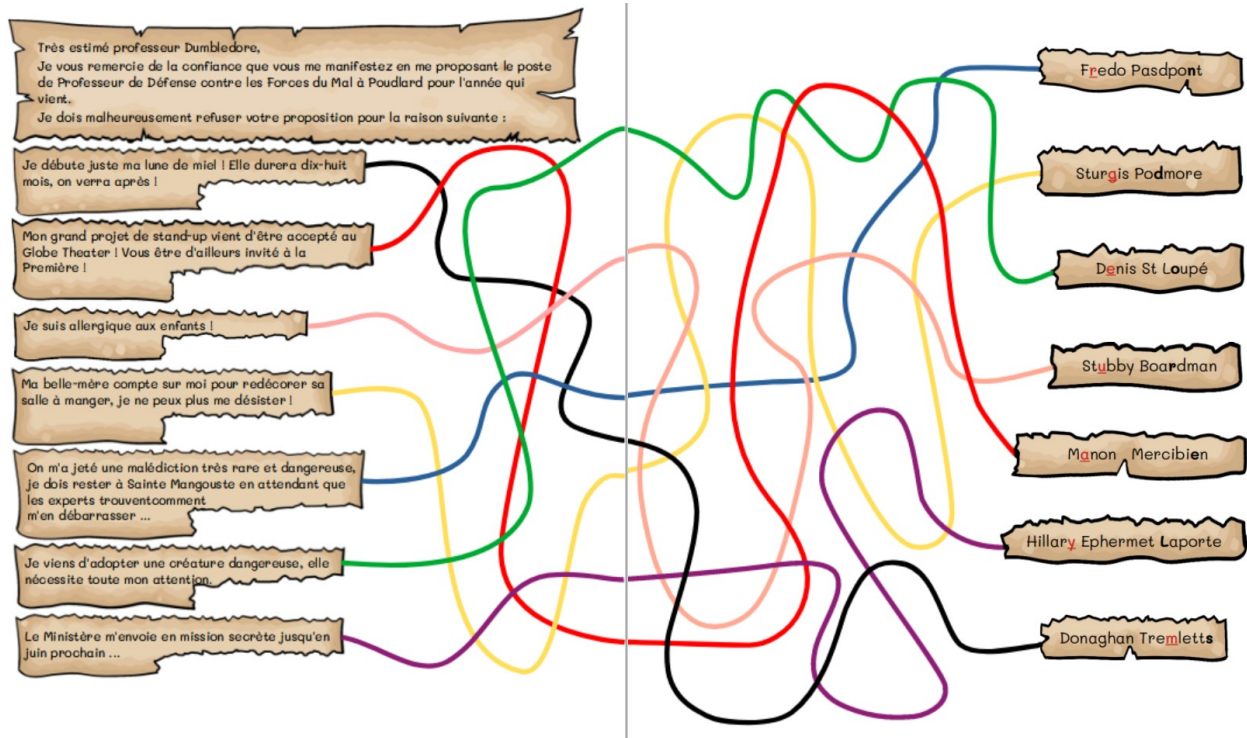 Très estimé professeur Dumbledore,
Je vous remercie de la confiance que vous me manifestez en me proposant le poste
de Professeur de Défense contre les Forces du Mal à Poudlard pour l'année qui
vient.
Je dois malheureusement refuser votre proposition pour la raison suivante :
Je débute juste ma lune de miel ! Elle durera dix-huit
mois, on verra après !
Mon grand projet de stand-up vient d'être accepté au
Globe Theater ! Vous être d'ailleurs invité à la
Première !
Je suis allergique aux enfants !
Ma belle-mère compte sur moi pour redécorer sa
salle à manger, je ne peux plus me désister !
On m'a jeté une malédiction très rare et dangereuse,
je dois rester à Sainte Mangouste en attendant que
les experts trouventcomment
m'en débarrasser ...
Je viens d'adopter une créature dangereuse, elle
nécessite toute mon attention.
Le Ministère m'envoie en mission secrète jusqu'en
juin prochain ...
Fredo Pasdpont
Sturgis Podmore
Denis St Loupé
Stubby Boardman
Manon Mercibien
Hillary Ephermet Laporte
Donaghan Tremletts